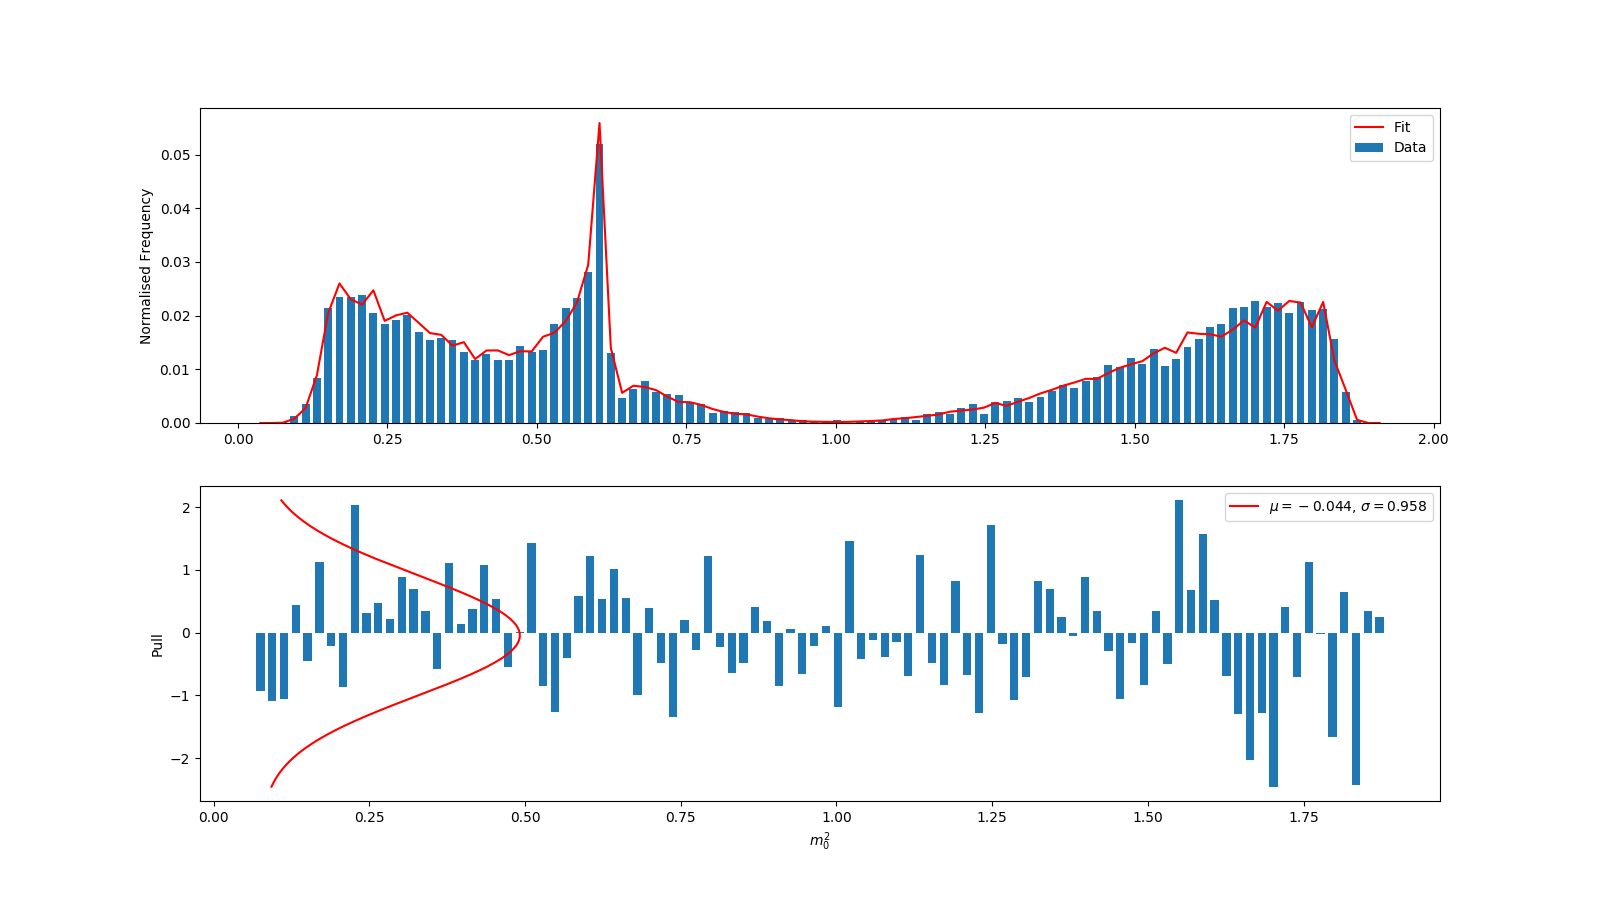 Normalised Frequency
0.05
0.04
0.03
0.02
0.01
0.00
Fit
Data
0.00 0.25 0.50 0.75 1.00 1.25 1.50 1.75 2.00
Pull
2
1
0
−1
−2
μ = −0.044, σ = 0.958
0.00 0.25 0.50 0.75 1.00 1.25 1.50 1.75
m₀²